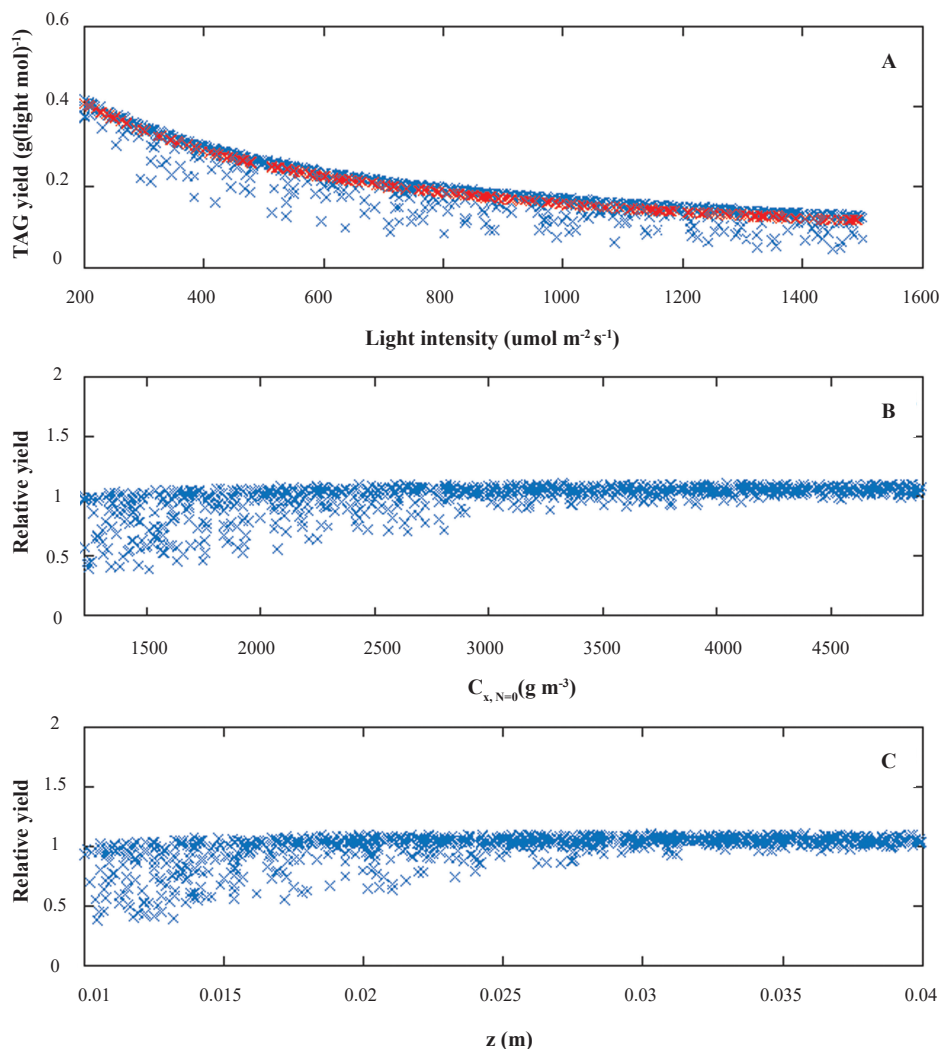 0.6
A
TAG yield (g(light mol)⁻¹
0.4
0.2
0
200 400 600 800 1000 1200 1400 1600
Light intensity (umol m⁻² s⁻¹)
2
B
1.5
Relative yield
1
0.5
0
1500 2000 2500 3000 3500 4000 4500
Cx, N=0(g m⁻³)
2
C
1.5
Relative yield
1
0.5
0
0.01 0.015 0.02 0.025 0.03 0.035 0.04
z (m)